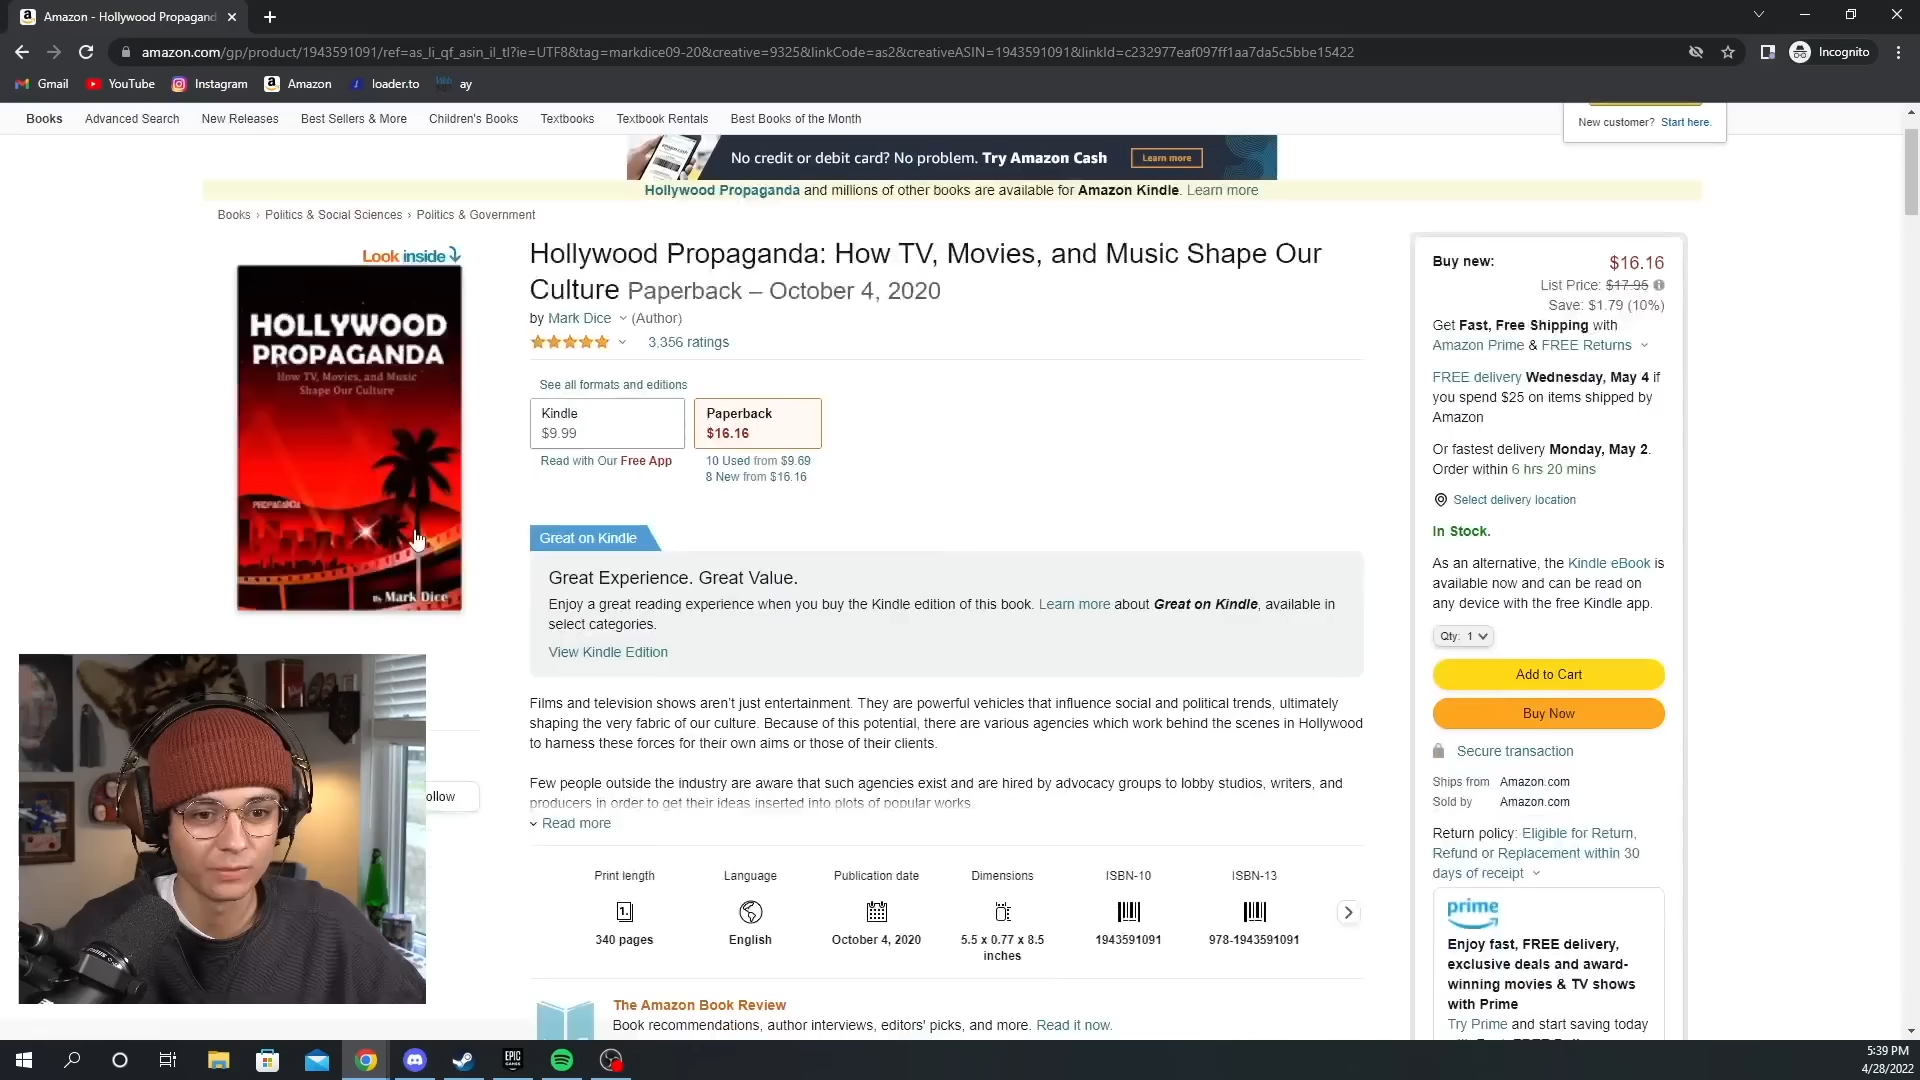 Amazon - Hollywood Propagand
amazon.com/gp/product/1943591091/ref=as_li_qf_asin_il_tl?ie=UTF8&tag=markdice09-20&creative=9325&linkCode=as2&creativeASIN=1943591091&linkId=c232977eaf097ff1aa7da5c5bbe15422
Incognito
Gmail YouTube Instagram Amazon loader.to ay
Books Advanced Search New Releases Best Sellers & More Children's Books Textbooks Textbook Rentals Best Books of the Month
New customer? Start here.
No credit or debit card? No problem. Try Amazon Cash Learn more
Hollywood Propaganda and millions of other books are available for Amazon Kindle. Learn more
Books › Politics & Social Sciences › Politics & Government
Look inside
HOLLYWOOD
PROPAGANDA
How TV, Movies, and Music
Shape Our Culture
PROPAGANDA
By Mark Dice
ollow
Hollywood Propaganda: How TV, Movies, and Music Shape Our
Culture Paperback – October 4, 2020
by Mark Dice (Author)
3,356 ratings
See all formats and editions
Kindle
$9.99
Read with Our Free App
Paperback
$16.16
10 Used from $9.69
8 New from $16.16
Great on Kindle
Great Experience. Great Value.
Enjoy a great reading experience when you buy the Kindle edition of this book. Learn more about Great on Kindle, available in
select categories.
View Kindle Edition
Films and television shows aren't just entertainment. They are powerful vehicles that influence social and political trends, ultimately
shaping the very fabric of our culture. Because of this potential, there are various agencies which work behind the scenes in Hollywood
to harness these forces for their own aims or those of their clients.
Few people outside the industry are aware that such agencies exist and are hired by advocacy groups to lobby studios, writers, and
producers in order to get their ideas inserted into plots of popular works.
Read more
Print length Language Publication date Dimensions ISBN-10 ISBN-13
1.
340 pages English October 4, 2020 5.5 x 0.77 x 8.5 1943591091 978-1943591091
inches
The Amazon Book Review
Book recommendations, author interviews, editors' picks, and more. Read it now.
Buy new: $16.16
List Price: $17.95
Save: $1.79 (10%)
Get Fast, Free Shipping with
Amazon Prime & FREE Returns
FREE delivery Wednesday, May 4 if
you spend $25 on items shipped by
Amazon
Or fastest delivery Monday, May 2.
Order within 6 hrs 20 mins
Select delivery location
In Stock.
As an alternative, the Kindle eBook is
available now and can be read on
any device with the free Kindle app.
Qty: 1
Add to Cart
Buy Now
Secure transaction
Ships from Amazon.com
Sold by Amazon.com
Return policy: Eligible for Return,
Refund or Replacement within 30
days of receipt
prime
Enjoy fast, FREE delivery,
exclusive deals and award-
winning movies & TV shows
with Prime
Try Prime and start saving today
EPIC
GAMES
5:39 PM
4/28/2022